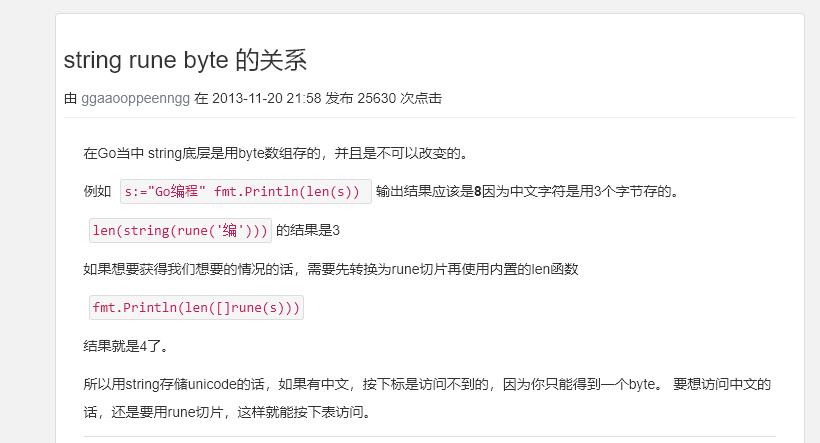 string rune byte 的关系
由 ggaaooppeenngg 在 2013-11-20 21:58 发布 25630 次点击
在Go当中 string底层是用byte数组存的，并且是不可以改变的。
例如 s:="Go编程" fmt.Println(len(s)) 输出结果应该是8因为中文字符是用3个字节存的。
len(string(rune('编'))) 的结果是3
如果想要获得我们想要的情况的话，需要先转换为rune切片再使用内置的len函数
fmt.Println(len([]rune(s)))
结果就是4了。
所以用string存储unicode的话，如果有中文，按下标是访问不到的，因为你只能得到一个byte。 要想访问中文的
话，还是要用rune切片，这样就能按下表访问。